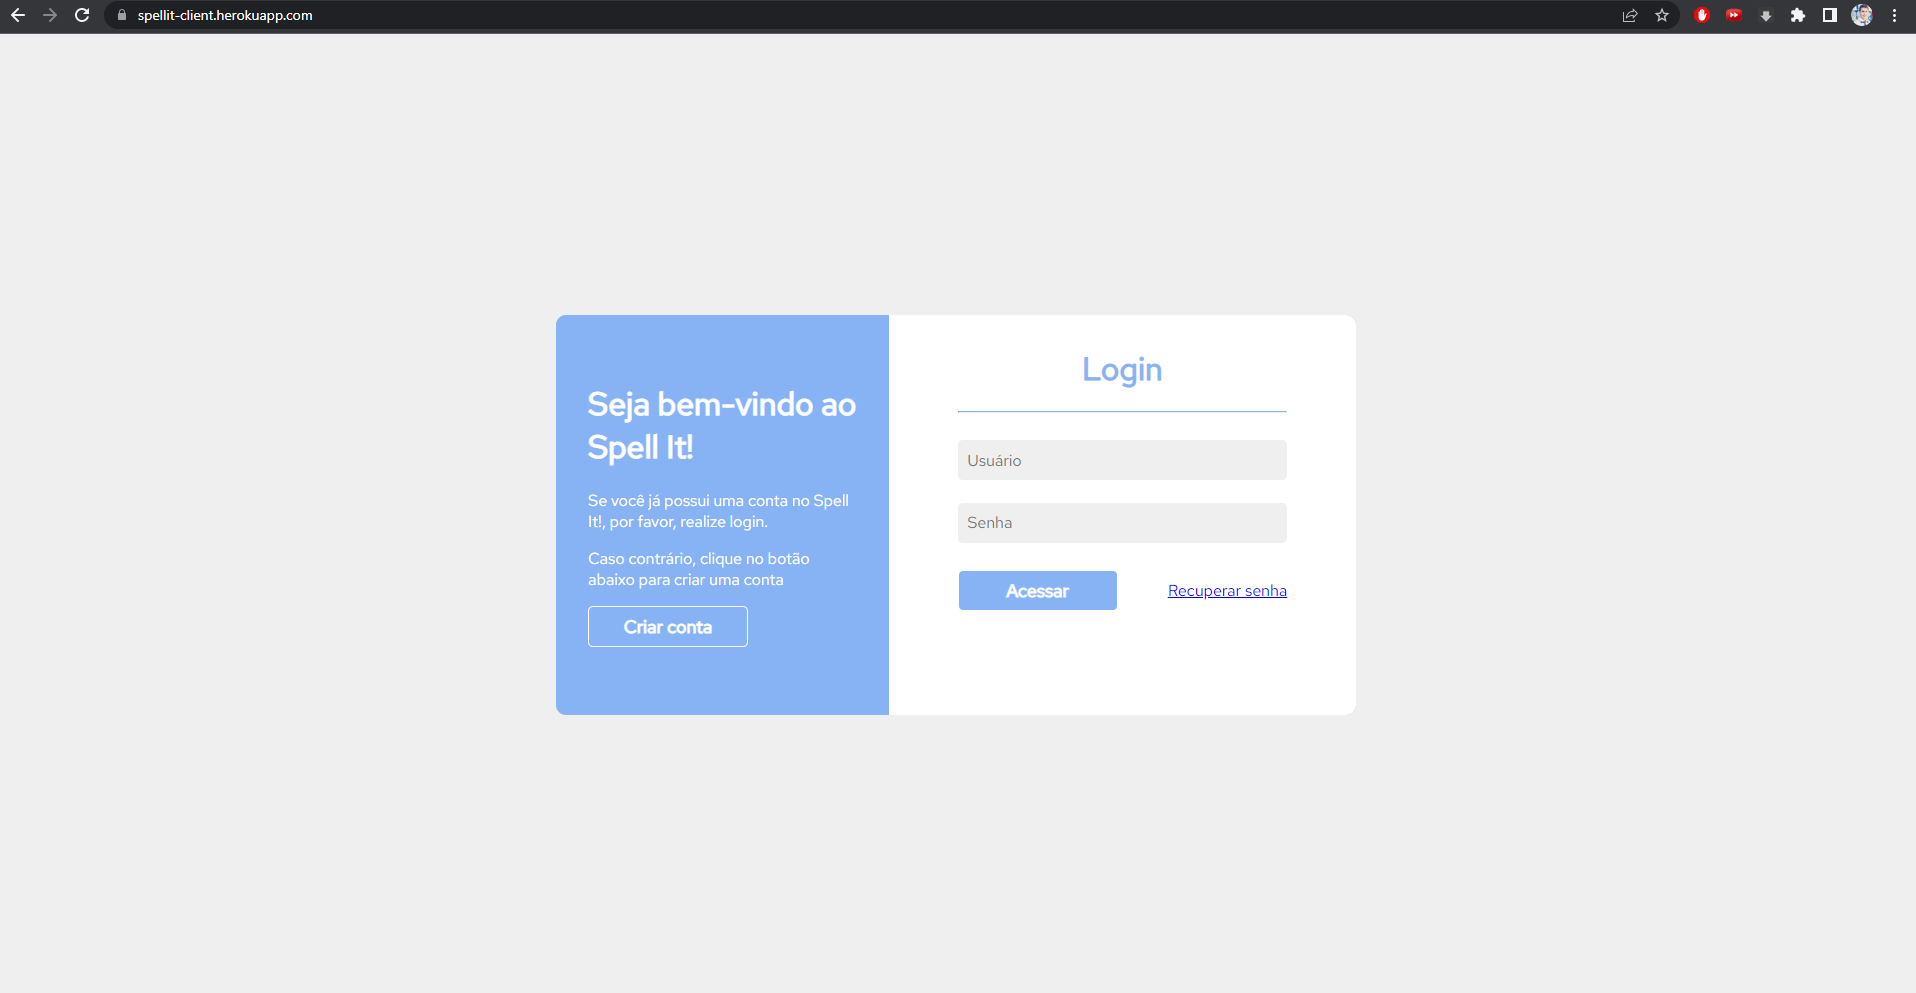 spellit-client.herokuapp.com
Seja bem-vindo ao
Spell It!
Se você já possui uma conta no Spell
It!, por favor, realize login.
Caso contrário, clique no botão
abaixo para criar uma conta
Criar conta
Login
Usuário
Senha
Acessar
Recuperar senha